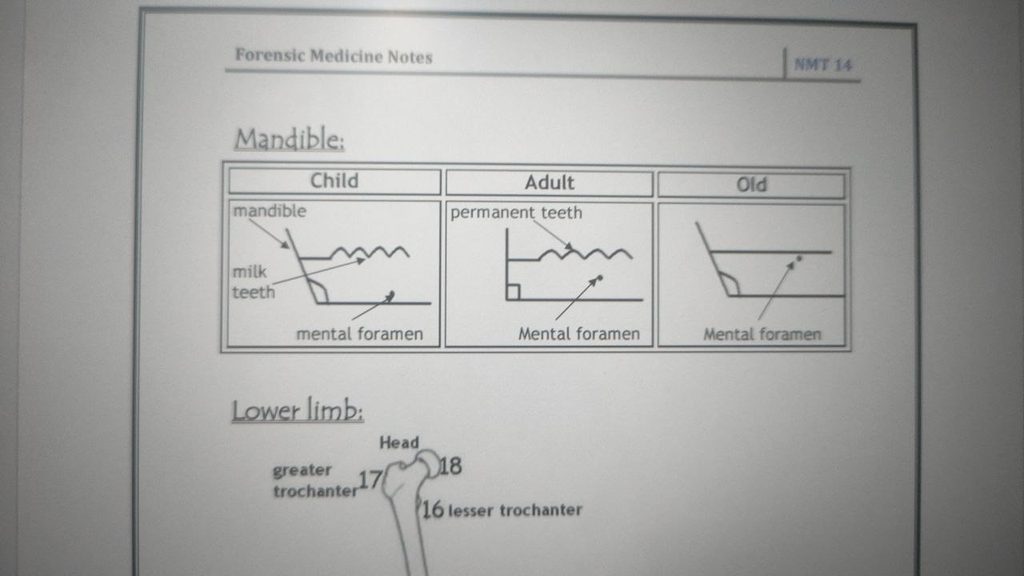 Forensic Medicine Notes
NMT 14
Mandible:
Child
Adult
Old
mandible
milk
teeth
mental foramen
permanent teeth
Mental foramen
Mental foramen
Lower limb:
Head
greater
trochanter
17
18
16 lesser trochanter